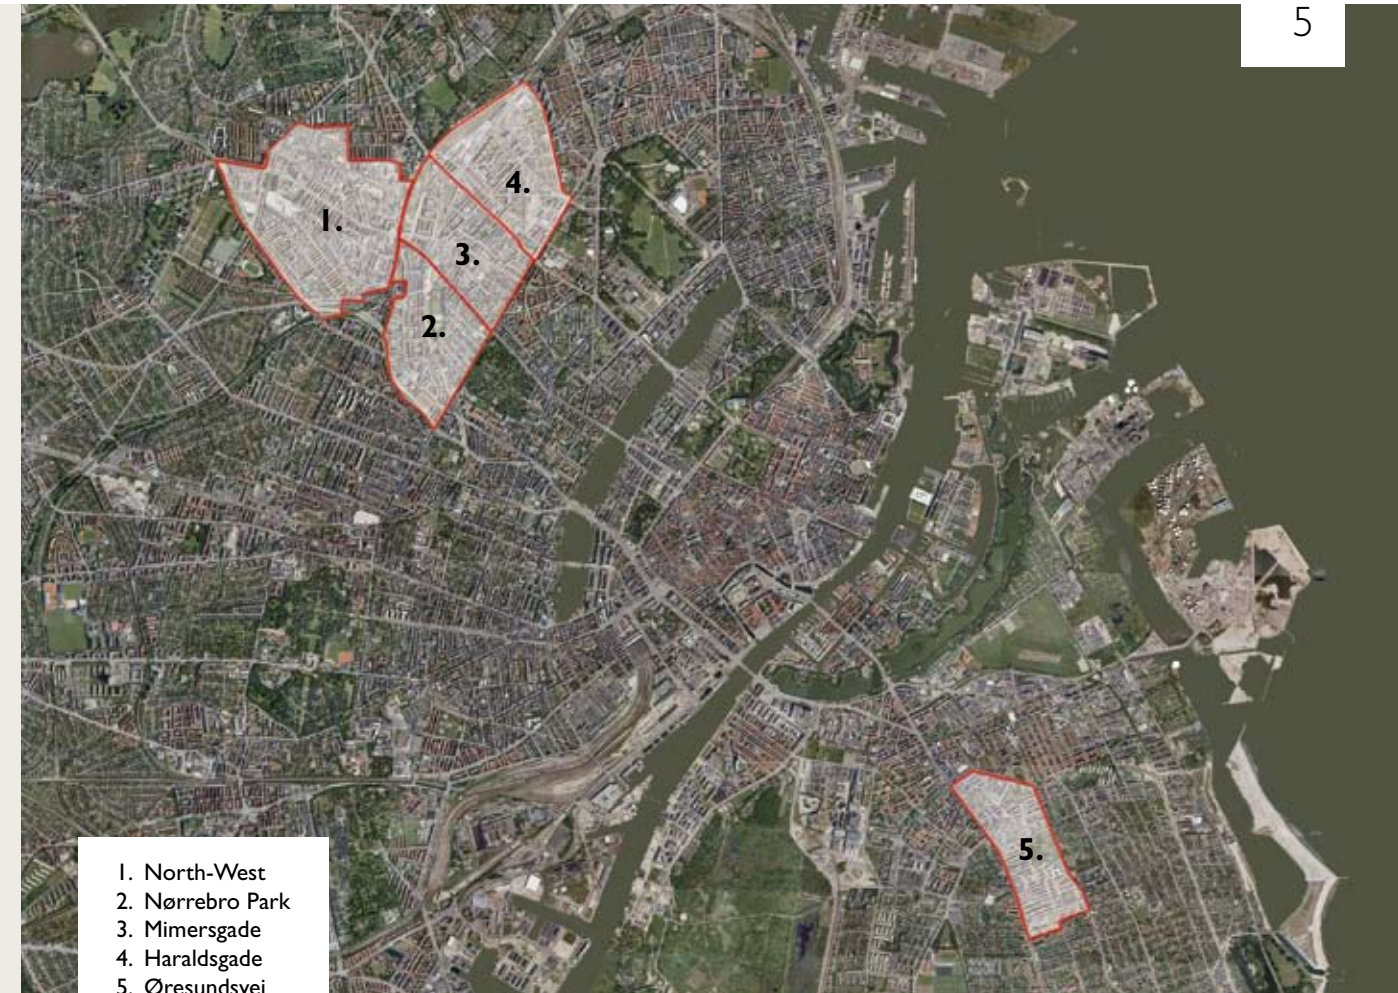 5
1.
4.
3.
2.
5.
1. North-West
2. Nørrebro Park
3. Mimersgade
4. Haraldsgade
5. Øresundsvej